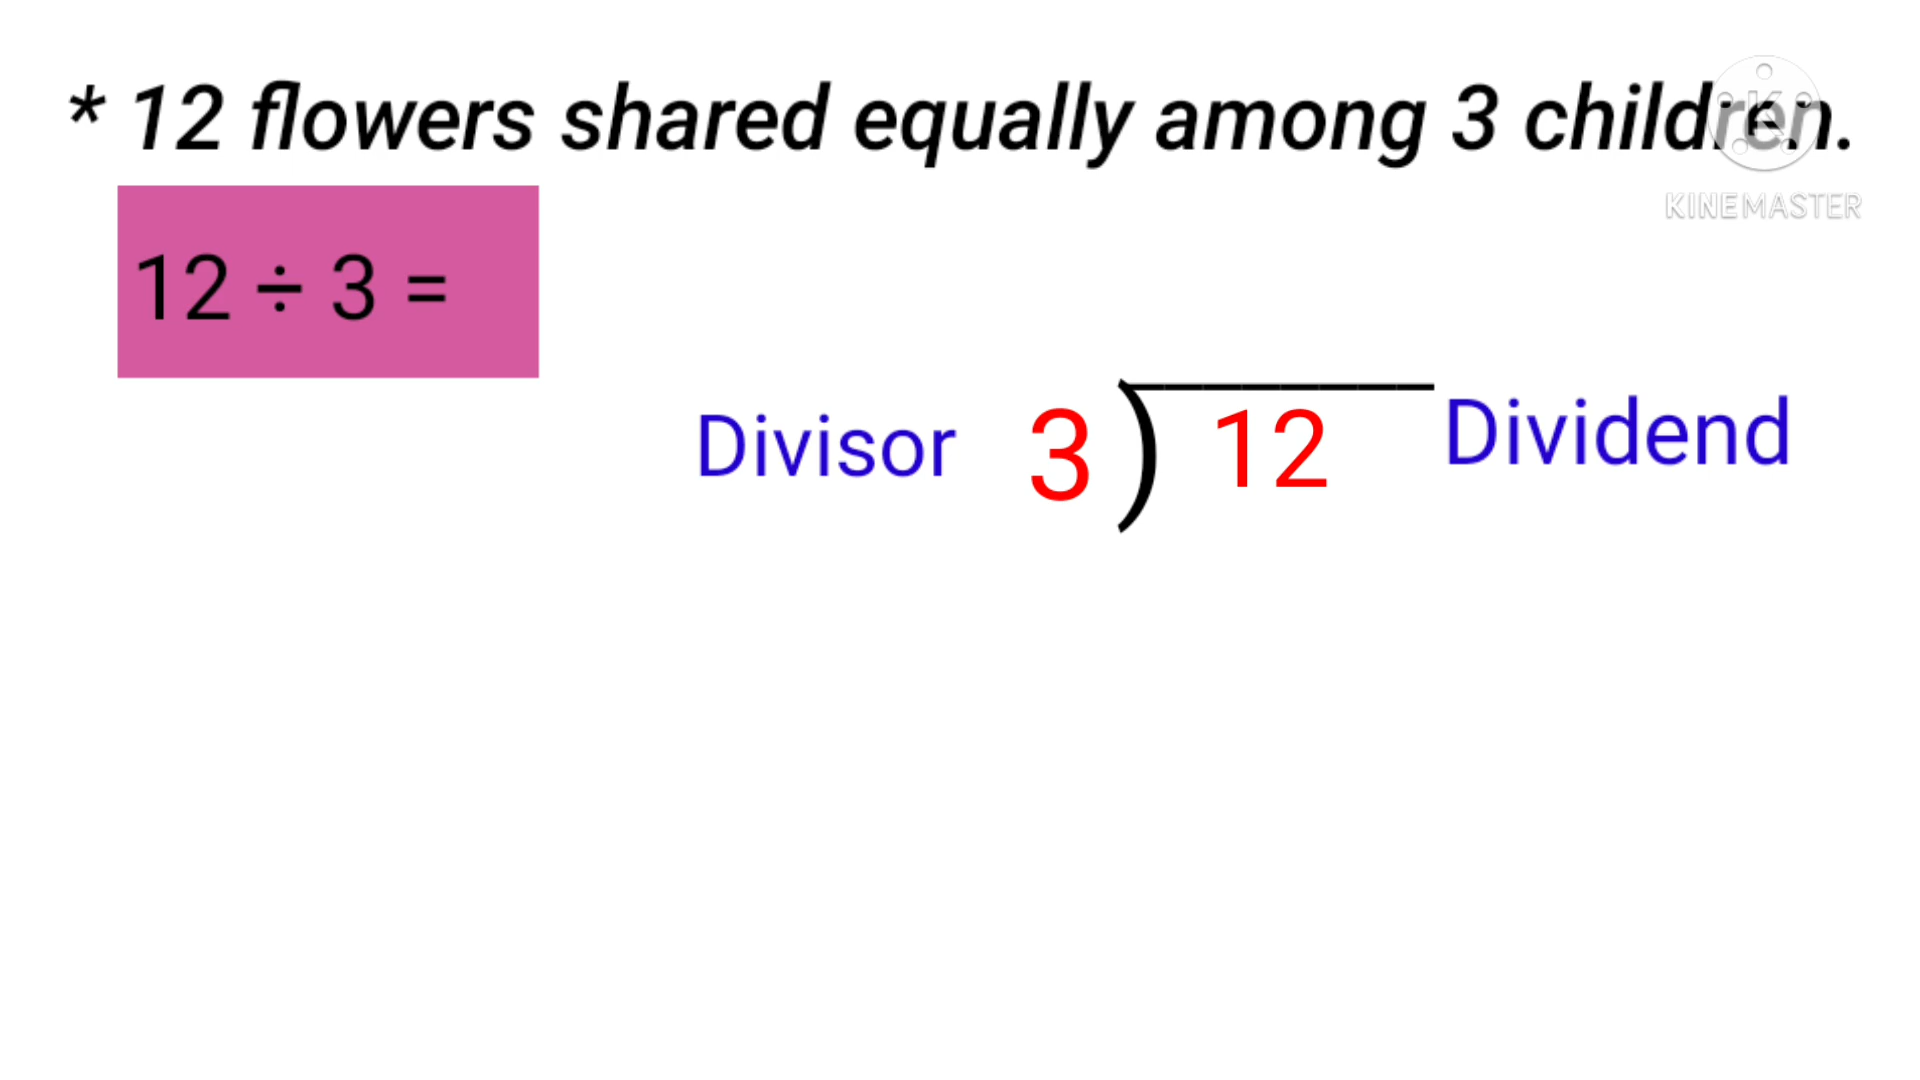 * 12 flowers shared equally among 3 children.
KINEMASTER
12 ÷ 3 =
Divisor 3 ) 12 Dividend